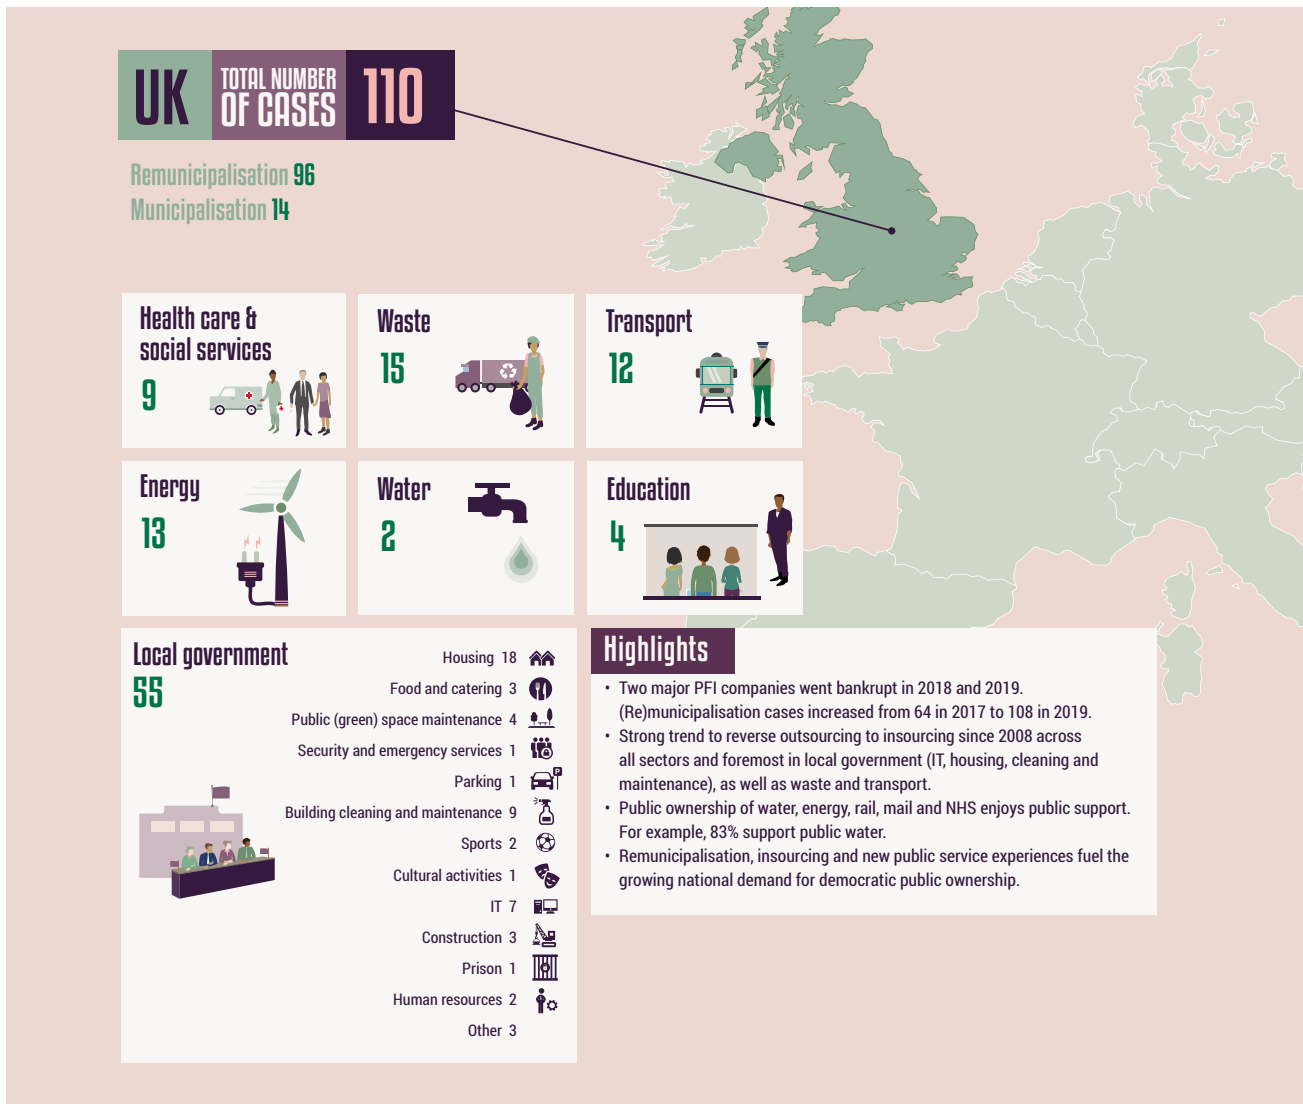 UK
TOTAL NUMBER
OF CASES
110
Remunicipalisation 96
Municipalisation 14
Health care &
social services
9
Waste
15
Transport
12
Energy
13
Water
2
Education
4
Local government
55
Housing 18
Food and catering 3
Public (green) space maintenance 4
Security and emergency services 1
Parking 1
P
Building cleaning and maintenance 9
Sports 2
Cultural activities 1
IT 7
Construction 3
Prison 1
Human resources 2
Other 3
Highlights
• Two major PFI companies went bankrupt in 2018 and 2019.
(Re)municipalisation cases increased from 64 in 2017 to 108 in 2019.
• Strong trend to reverse outsourcing to insourcing since 2008 across
all sectors and foremost in local government (IT, housing, cleaning and
maintenance), as well as waste and transport.
• Public ownership of water, energy, rail, mail and NHS enjoys public support.
For example, 83% support public water.
• Remunicipalisation, insourcing and new public service experiences fuel the
growing national demand for democratic public ownership.